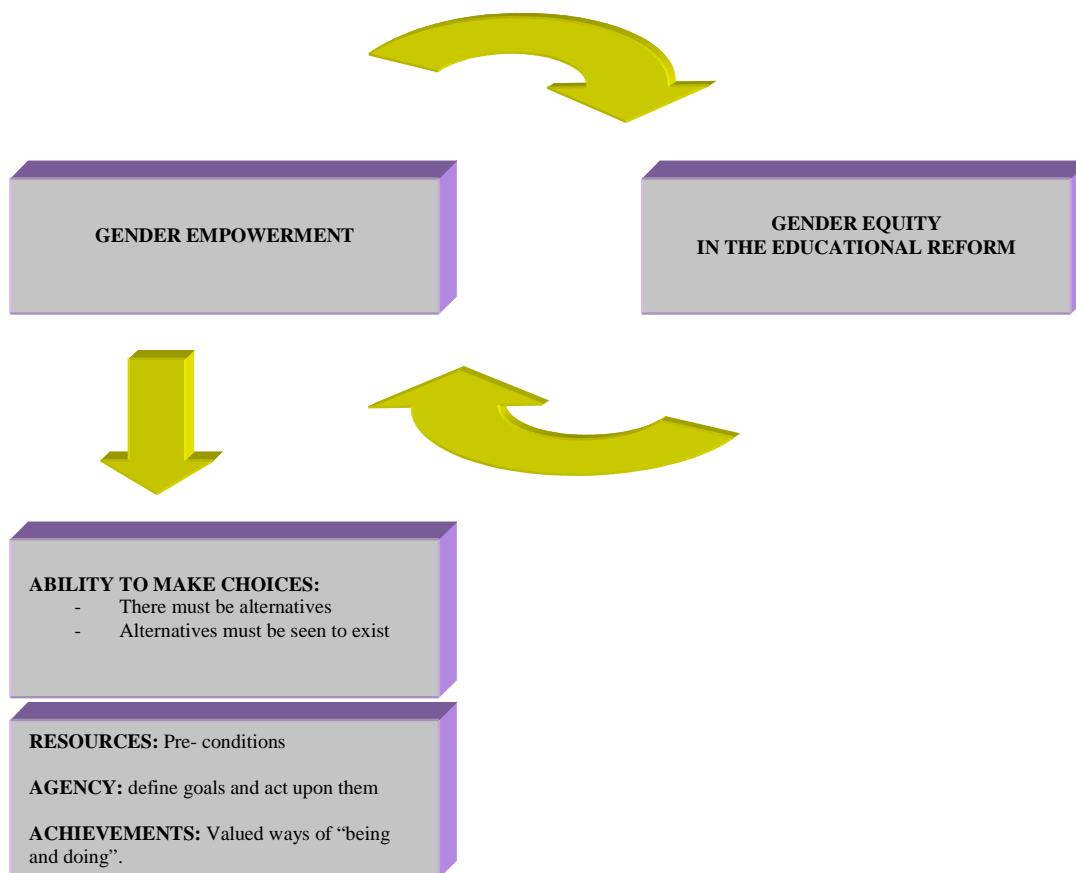 GENDER EMPOWERMENT
GENDER EQUITY
IN THE EDUCATIONAL REFORM
ABILITY TO MAKE CHOICES:
- There must be alternatives
- Alternatives must be seen to exist
RESOURCES: Pre- conditions
AGENCY: define goals and act upon them
ACHIEVEMENTS: Valued ways of “being
and doing”.